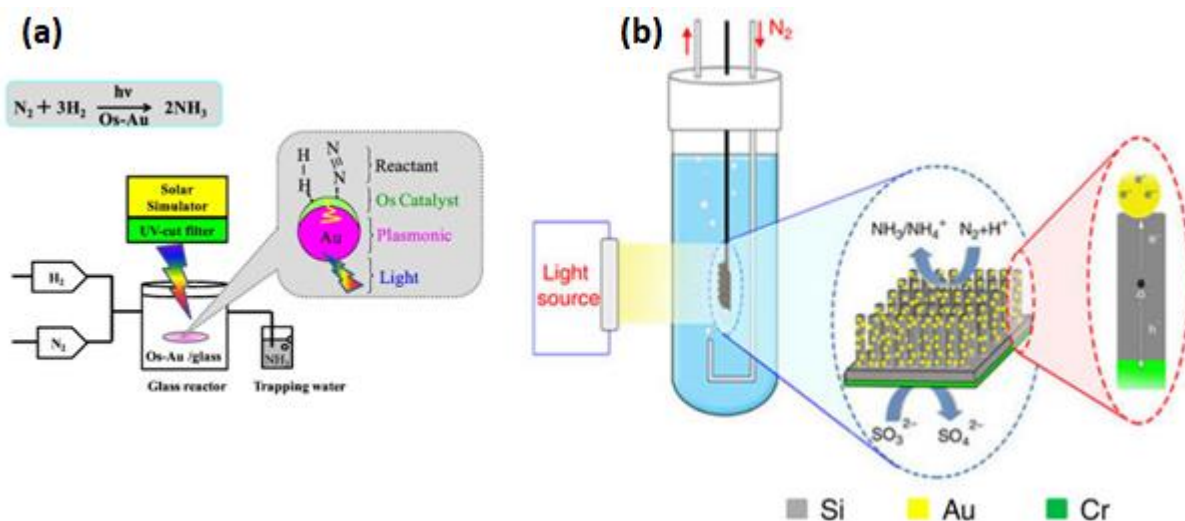 (a)
N₂ + 3H₂ hν 2NH₃
Os-Au
Solar
Simulator
UV-cut filter
H₂
N₂
Os-Au /glass
Glass reactor
NH₃
Trapping water
H
H
N
N
Reactant
Os Catalyst
Au
Plasmonic
Light
(b)
N₂
Light
source
NH₃/NH₄⁺
N₂+H⁺
SO₃²⁻
SO₄²⁻
e⁻
e⁻
e⁻
e⁻
h
Si
Au
Cr